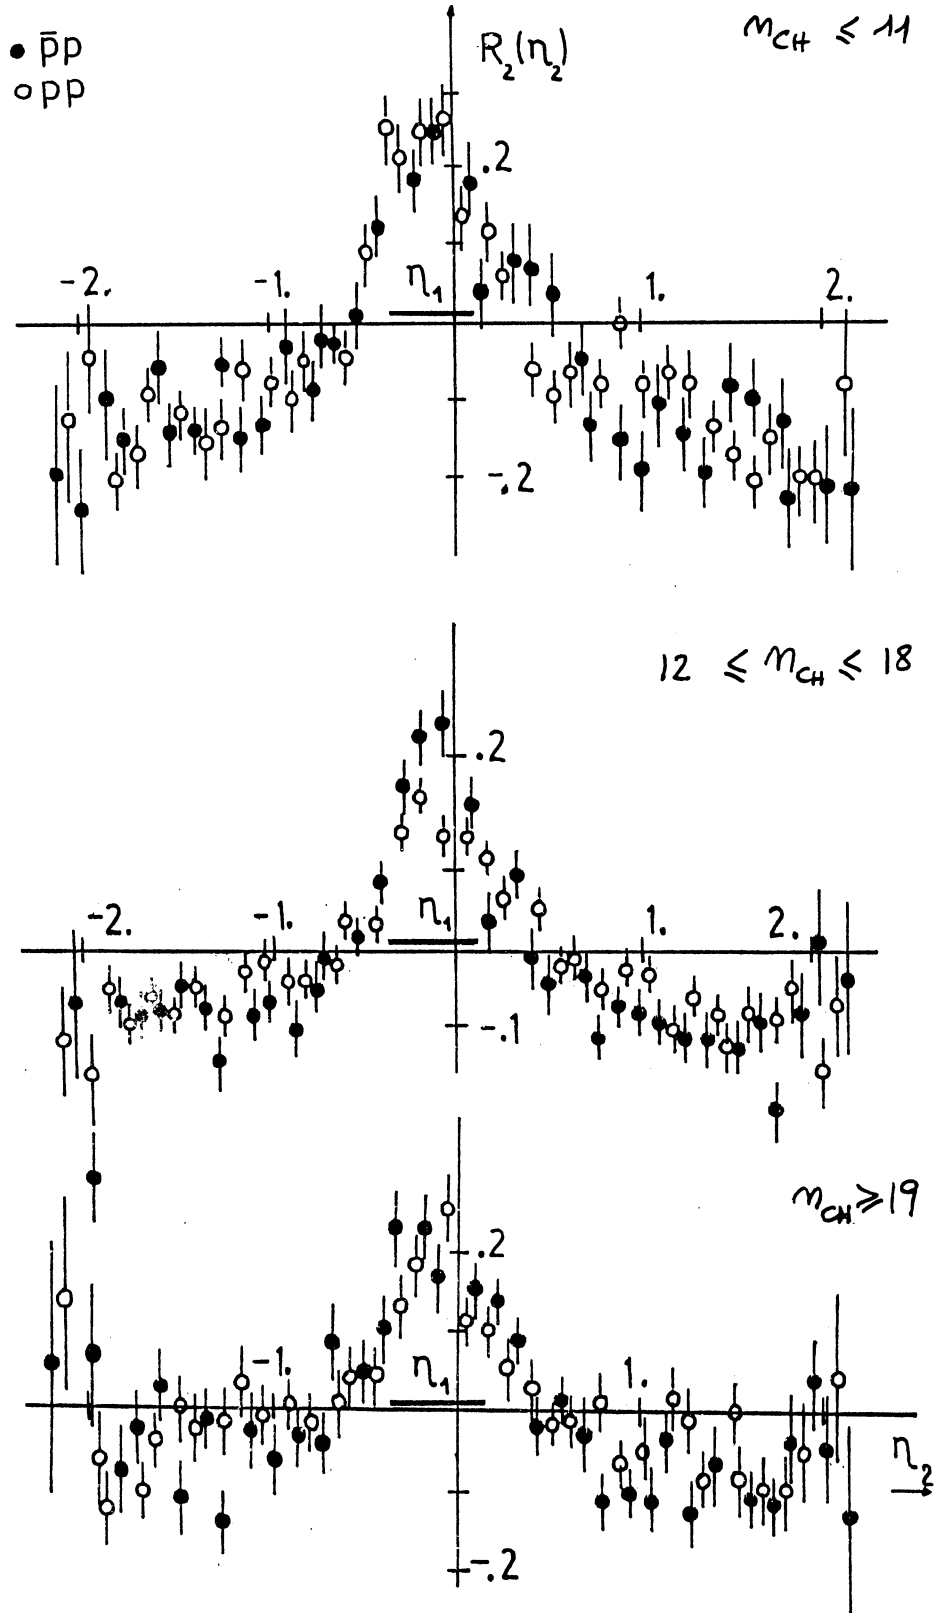 ● p̄p
○ pp
R₂(η₂)
n_CH ⩽ 11
.2
-2. -1. η₁ 1. 2.
-.2
12 ⩽ n_CH ⩽ 18
.2
-2. -1. η₁ 1. 2.
-.1
n_CH ⩾ 19
.2
-1. η₁ 1.
η₂
-.2